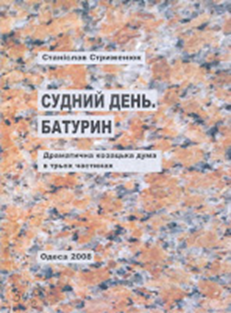 Станіслав Стриженюк
СУДНИЙ ДЕНЬ.
БАТУРИН
Драматична козацька дума
в трьох частинах
Одеса 2008